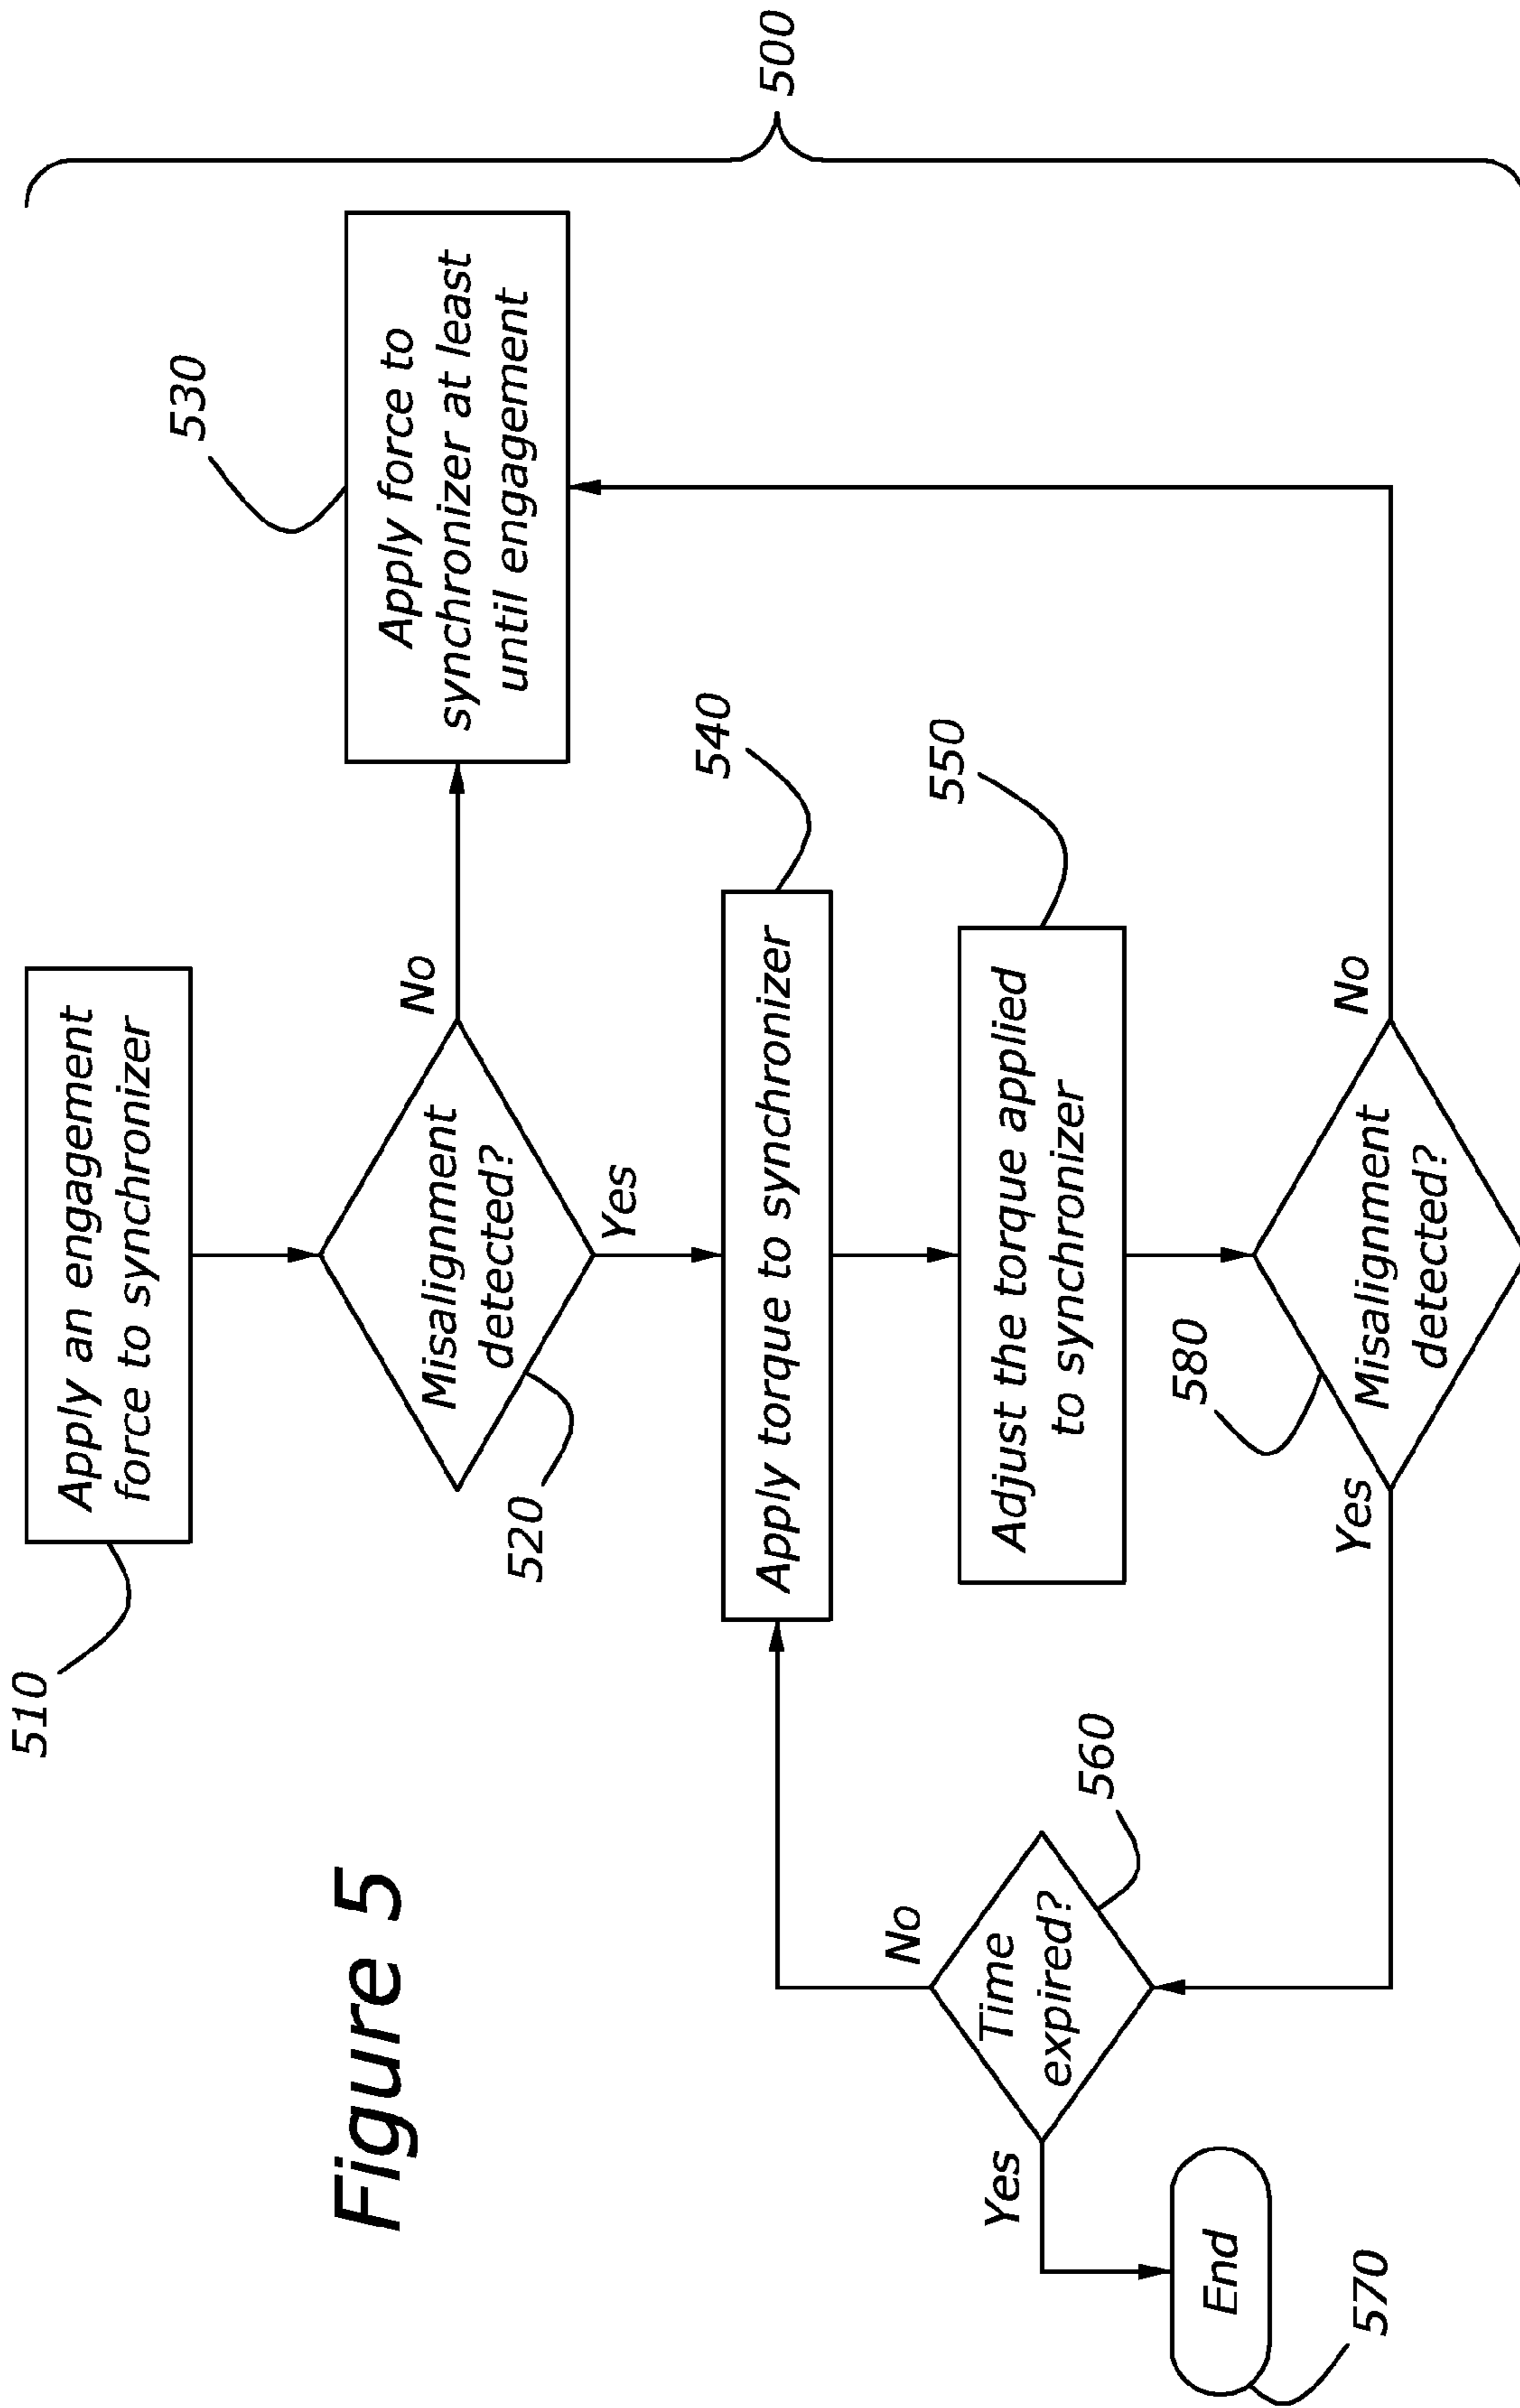 Figure 5
510
Apply an engagement
force to synchronizer
520
Misalignment
detected?
No
Yes
530
Apply force to
synchronizer at least
until engagement
540
Apply torque to synchronizer
550
Adjust the torque applied
to synchronizer
580
Misalignment
detected?
Yes
No
560
Time
expired?
No
Yes
End
570
500